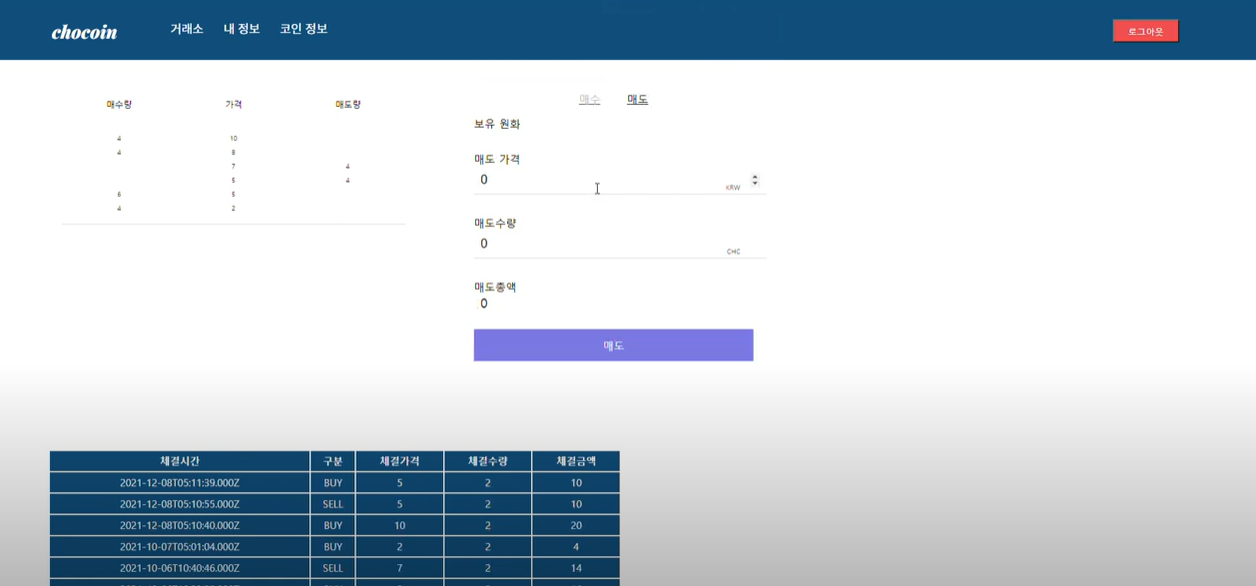 chocoin 거래소 내 정보 코인 정보 로그아웃
매수 매도
매수량 가격 매도량
4 10
4 8
7 4
5 4
6 5
4 2
보유 원화
매도 가격
0 KRW
매도수량
0 CHC
매도총액
0
매도
체결시간 구분 체결가격 체결수량 체결금액
2021-12-08T05:11:39.000Z BUY 5 2 10
2021-12-08T05:10:55.000Z SELL 5 2 10
2021-12-08T05:10:40.000Z BUY 10 2 20
2021-10-07T05:01:04.000Z BUY 2 2 4
2021-10-06T10:40:46.000Z SELL 7 2 14